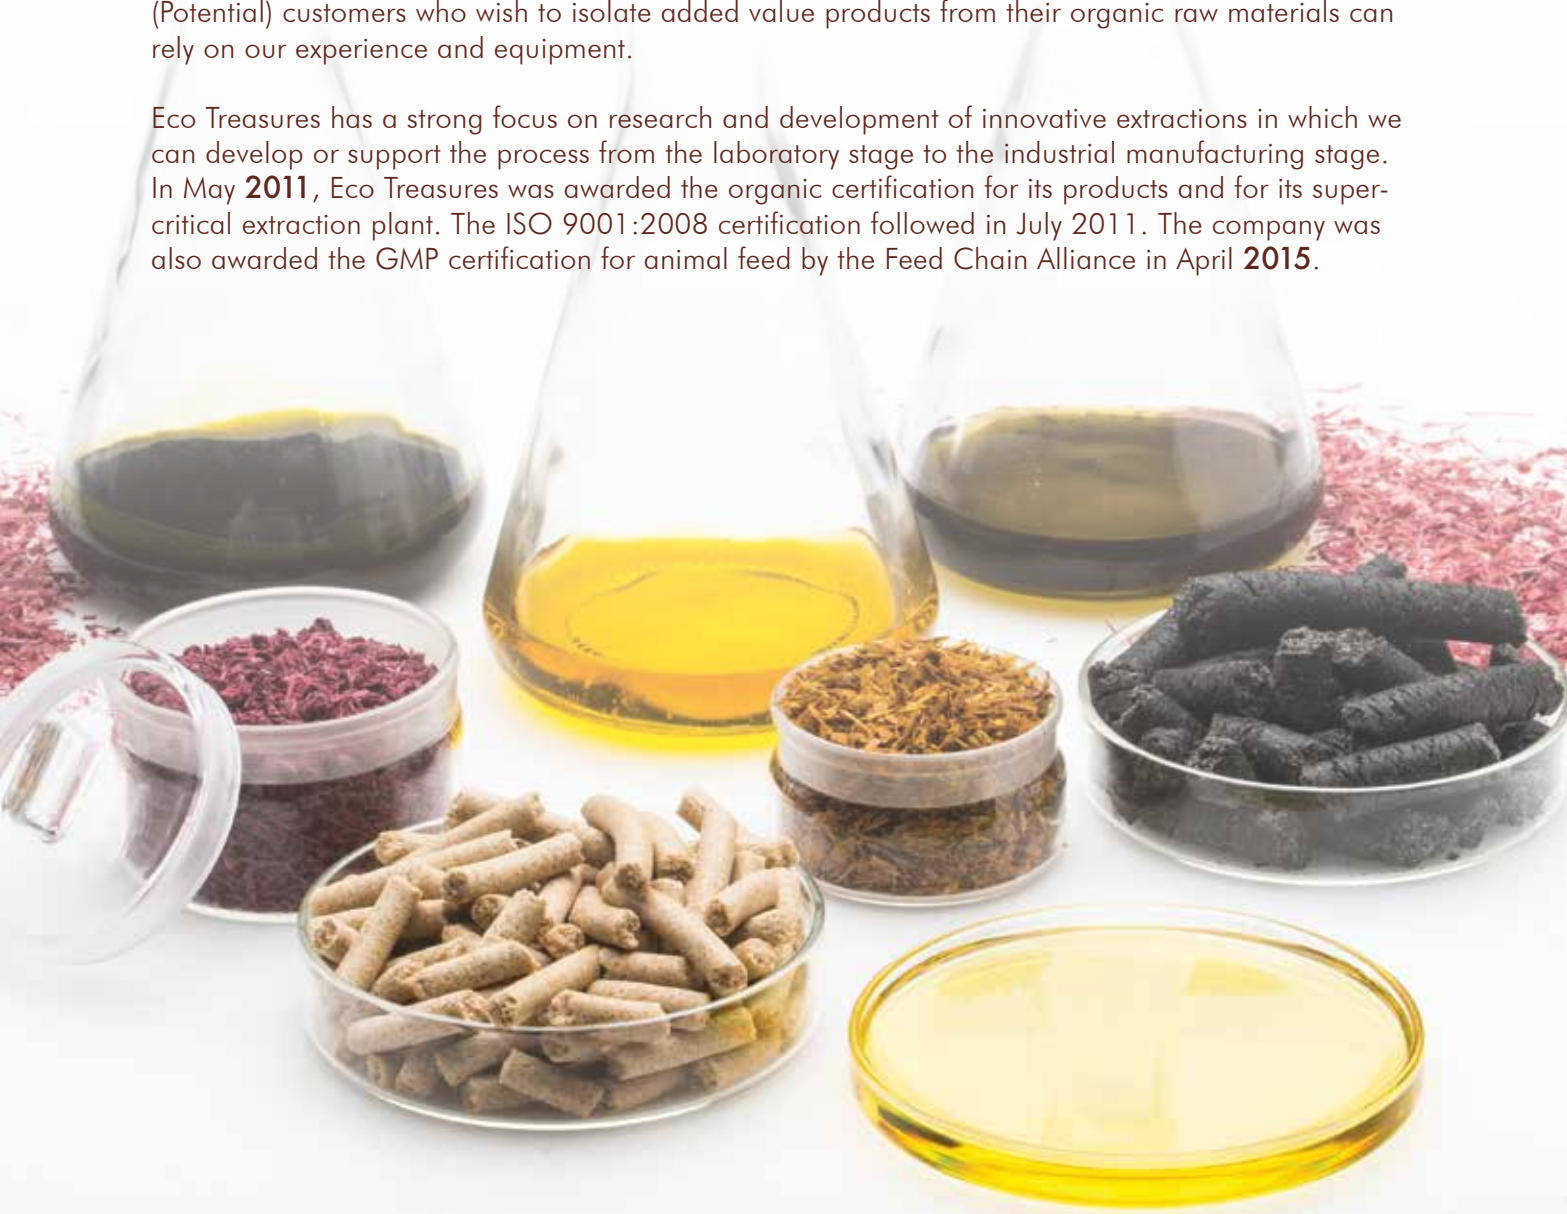 (Potential) customers who wish to isolate added value products from their organic raw materials can
rely on our experience and equipment.
Eco Treasures has a strong focus on research and development of innovative extractions in which we
can develop or support the process from the laboratory stage to the industrial manufacturing stage.
In May 2011, Eco Treasures was awarded the organic certification for its products and for its super-
critical extraction plant. The ISO 9001:2008 certification followed in July 2011. The company was
also awarded the GMP certification for animal feed by the Feed Chain Alliance in April 2015.